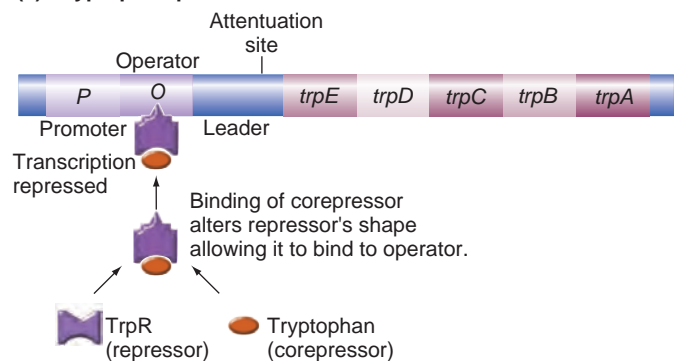 Attentuation
site
Operator
P O trpE trpD trpC trpB trpA
Promoter Leader
Transcription
repressed
Binding of corepressor
alters repressor's shape
allowing it to bind to operator.
TrpR
(repressor)
Tryptophan
(corepressor)